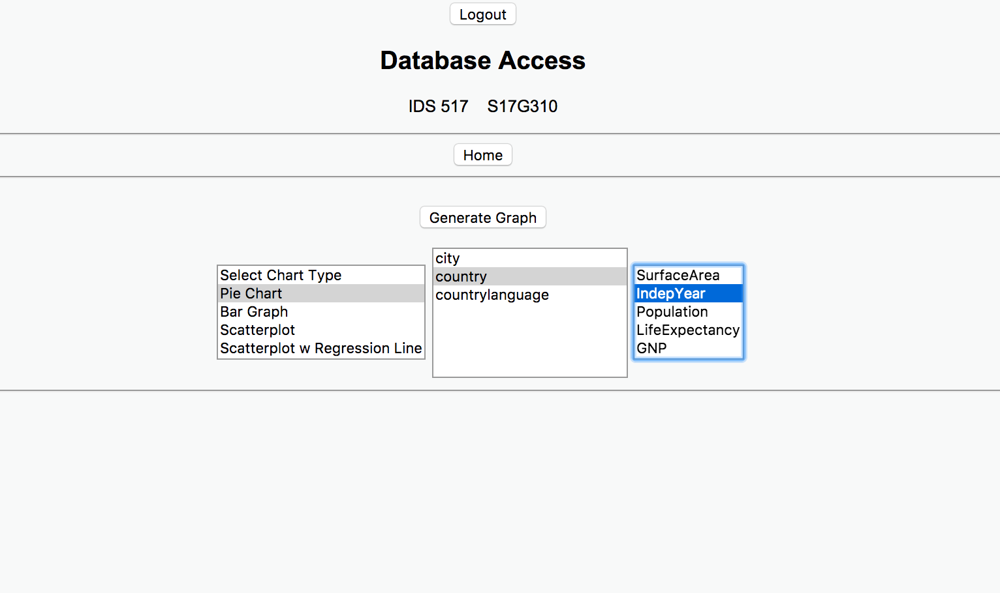 Logout
Database Access
IDS 517 S17G310
Home
Generate Graph
Select Chart Type
Pie Chart
Bar Graph
Scatterplot
Scatterplot w Regression Line
city
country
countrylanguage
SurfaceArea
IndepYear
Population
LifeExpectancy
GNP